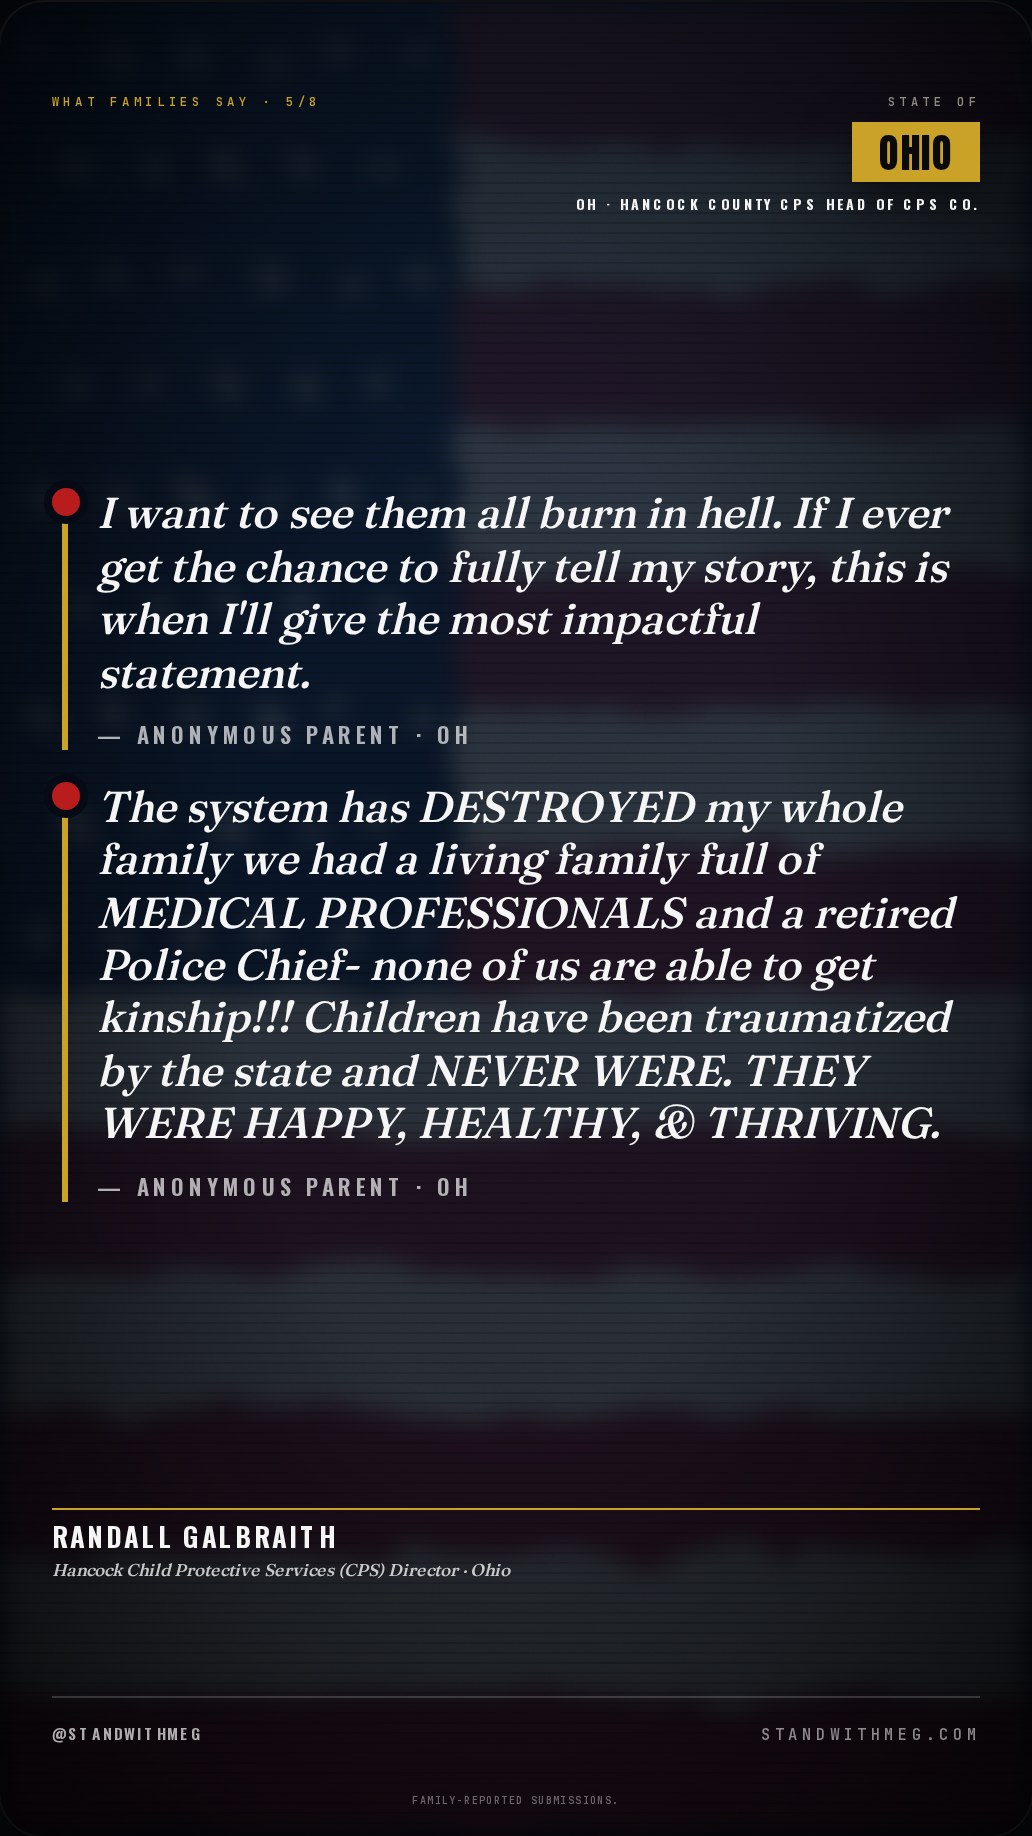 WHAT FAMILIES SAY · 5/8
STATE OF
OHIO
OH · HANCOCK COUNTY CPS HEAD OF CPS CO.
I want to see them all burn in hell. If I ever
get the chance to fully tell my story, this is
when I'll give the most impactful
statement.
— ANONYMOUS PARENT · OH
The system has DESTROYED my whole
family we had a living family full of
MEDICAL PROFESSIONALS and a retired
Police Chief- none of us are able to get
kinship!!! Children have been traumatized
by the state and NEVER WERE. THEY
WERE HAPPY, HEALTHY, & THRIVING.
— ANONYMOUS PARENT · OH
RANDALL GALBRAITH
Hancock Child Protective Services (CPS) Director · Ohio
@STANDWITHMEG
STANDWITHMEG.COM
FAMILY-REPORTED SUBMISSIONS.